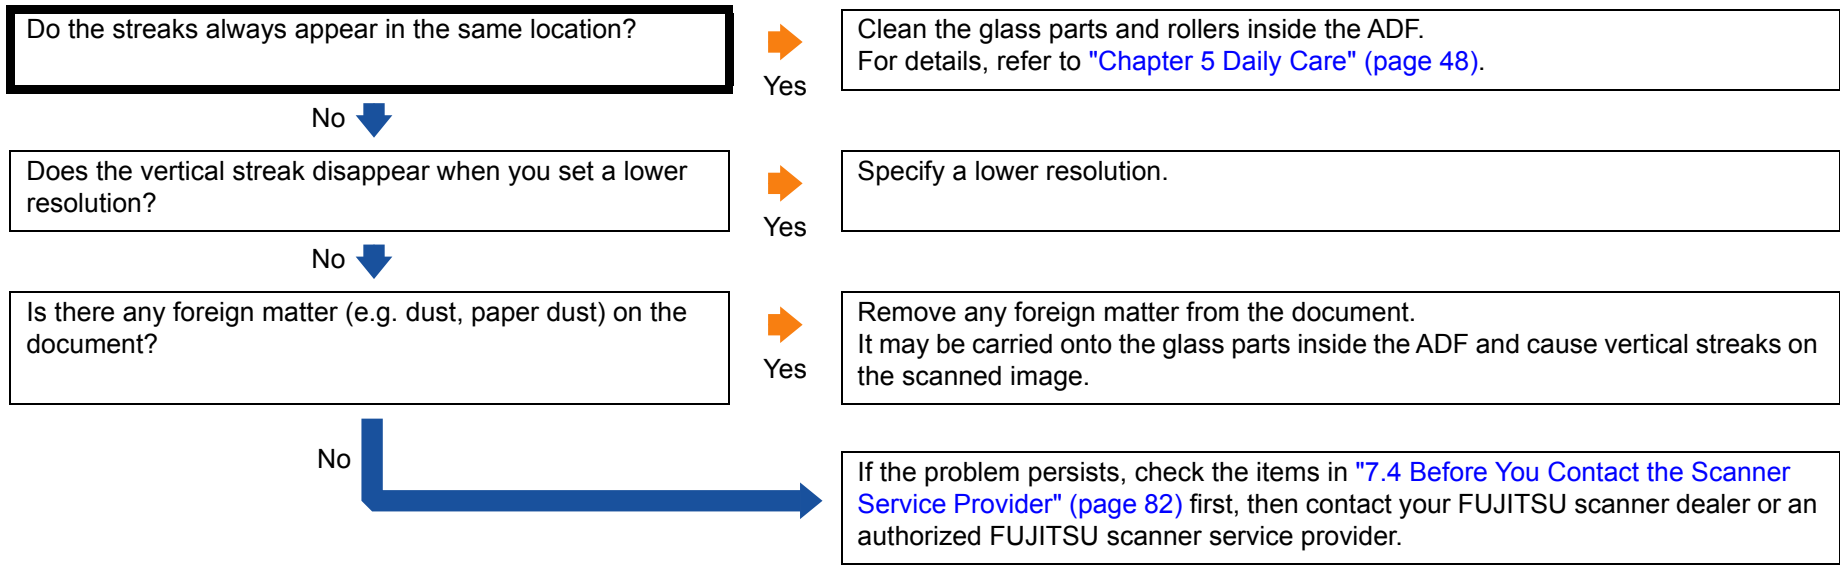 Do the streaks always appear in the same location?
Yes
Clean the glass parts and rollers inside the ADF.
For details, refer to "Chapter 5 Daily Care" (page 48).
No
Does the vertical streak disappear when you set a lower
resolution?
Yes
Specify a lower resolution.
No
Is there any foreign matter (e.g. dust, paper dust) on the
document?
Yes
Remove any foreign matter from the document.
It may be carried onto the glass parts inside the ADF and cause vertical streaks on
the scanned image.
No
If the problem persists, check the items in "7.4 Before You Contact the Scanner
Service Provider" (page 82) first, then contact your FUJITSU scanner dealer or an
authorized FUJITSU scanner service provider.